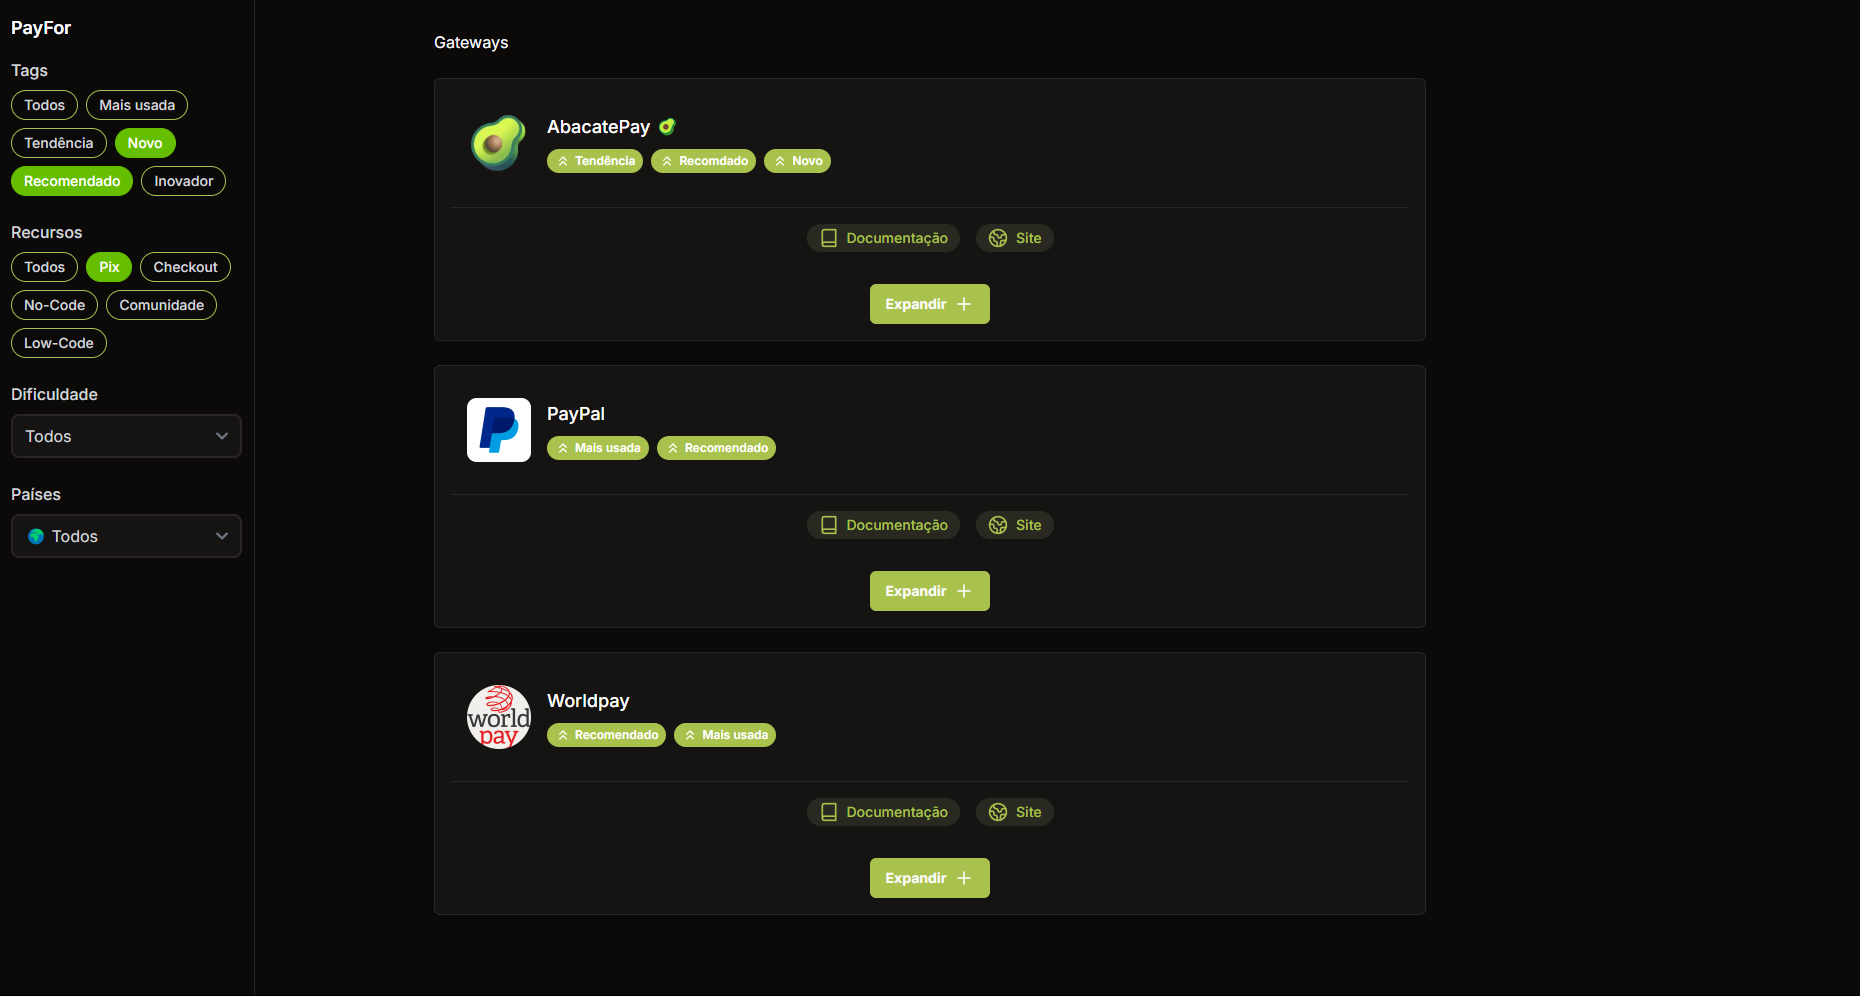 PayFor
Tags
Todos Mais usada
Tendência Novo
Recomendado Inovador
Recursos
Todos Pix Checkout
No-Code Comunidade
Low-Code
Dificuldade
Todos
Países
Todos
Gateways
AbacatePay
Tendência Recomdado Novo
Documentação Site
Expandir
PayPal
Mais usada Recomendado
Documentação Site
Expandir
world
pay
Worldpay
Recomendado Mais usada
Documentação Site
Expandir